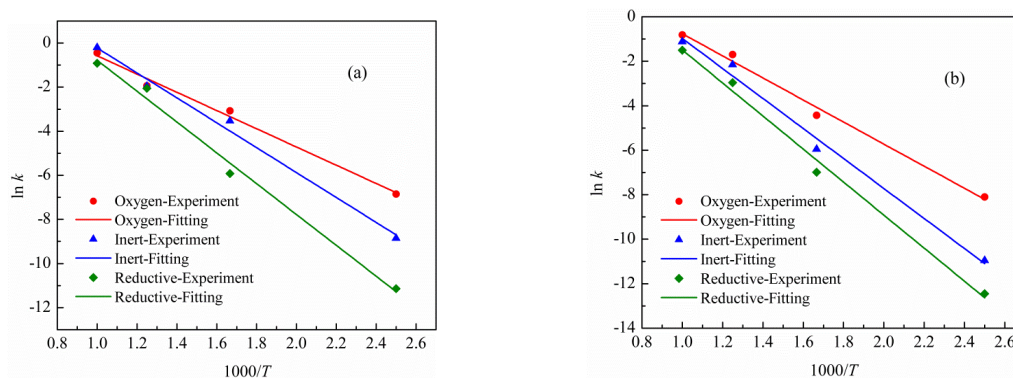 (a)
0
-2
-4
-6
-8
-10
-12
ln k
Oxygen-Experiment
Oxygen-Fitting
Inert-Experiment
Inert-Fitting
Reductive-Experiment
Reductive-Fitting
0.8 1.0 1.2 1.4 1.6 1.8 2.0 2.2 2.4 2.6
1000/T
(b)
0
-2
-4
-6
-8
-10
-12
-14
ln k
Oxygen-Experiment
Oxygen-Fitting
Inert-Experiment
Inert-Fitting
Reductive-Experiment
Reductive-Fitting
0.8 1.0 1.2 1.4 1.6 1.8 2.0 2.2 2.4 2.6
1000/T